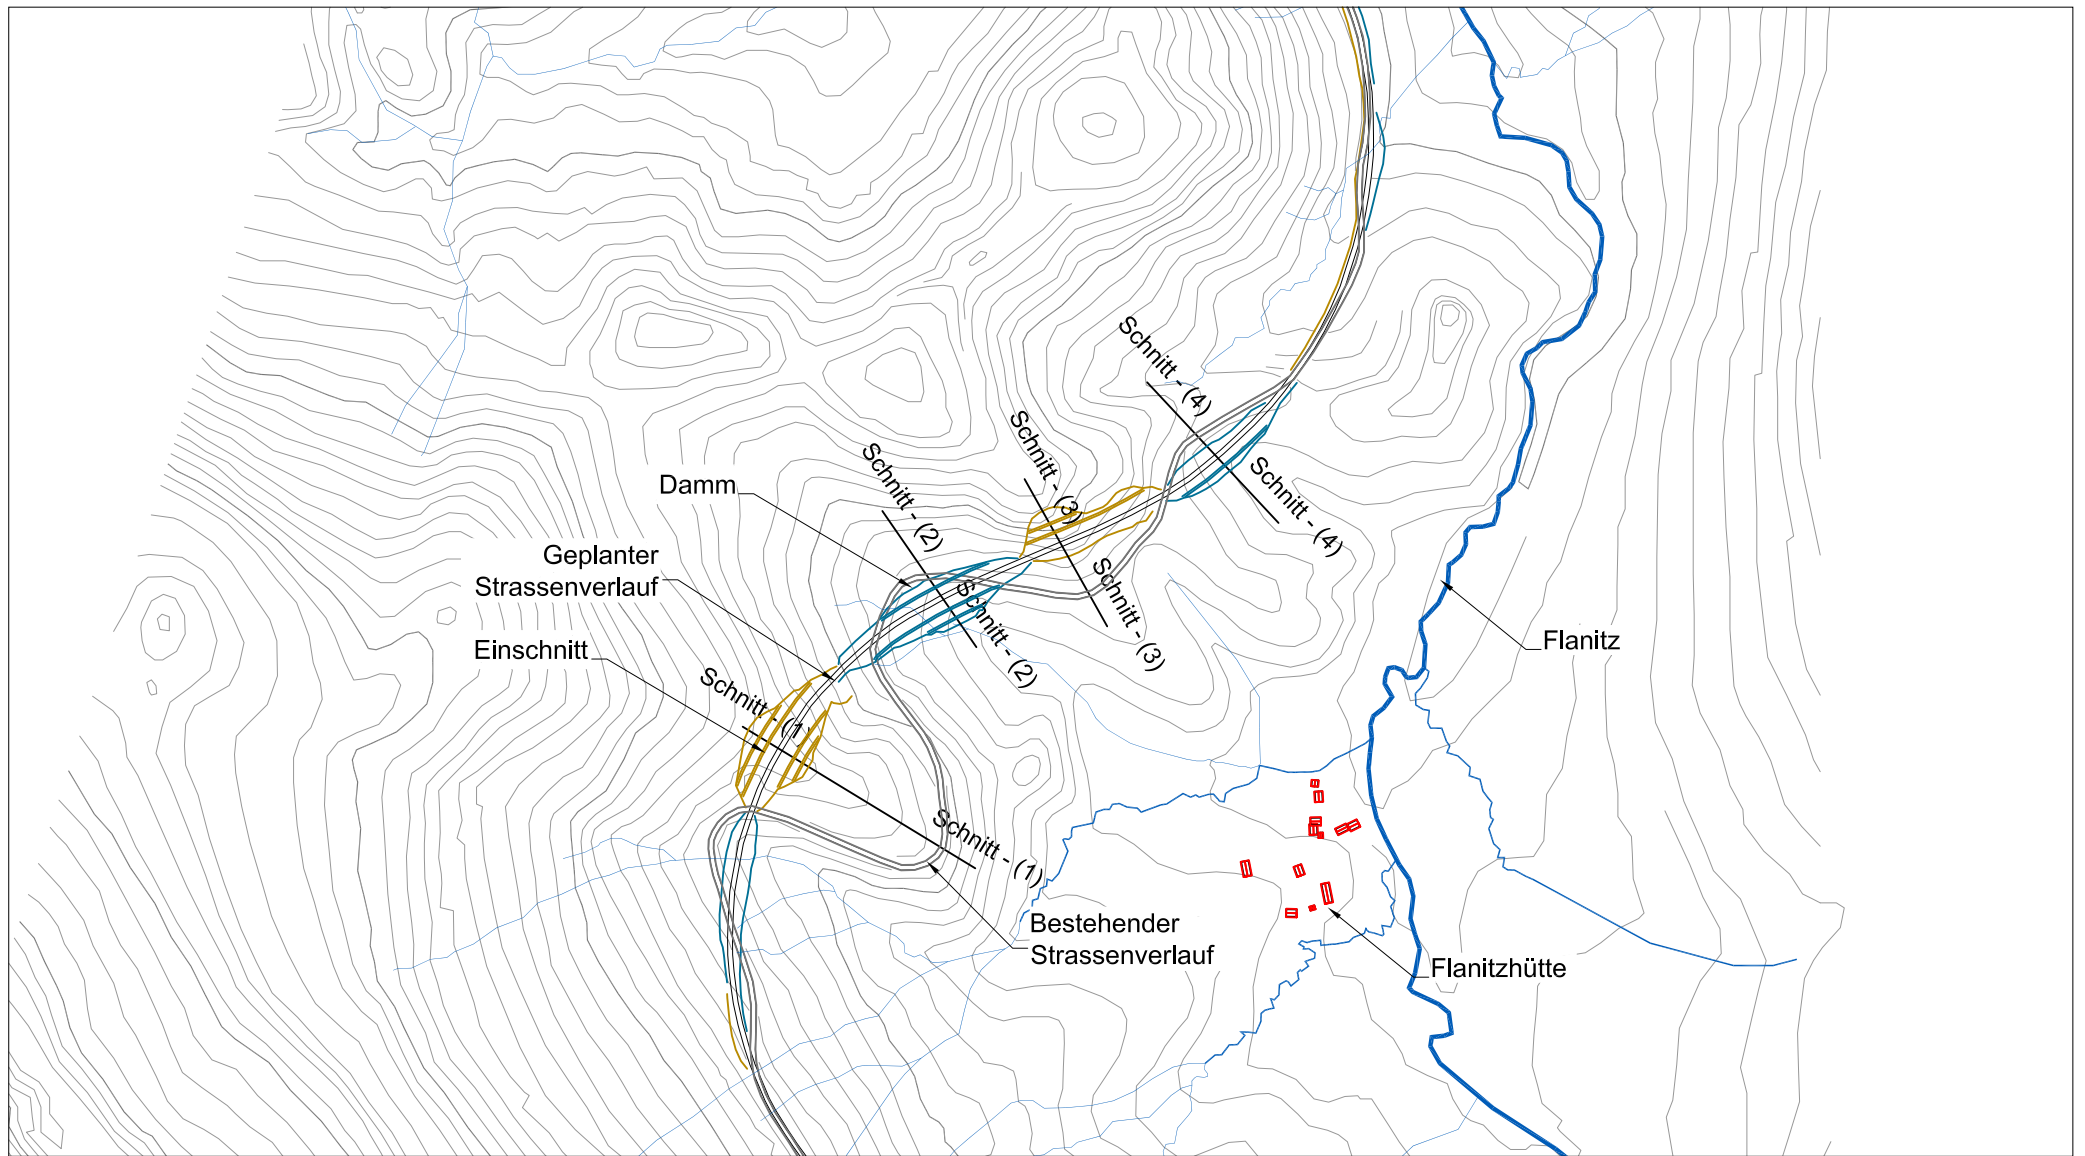 Schnitt - (4)
Schnitt - (3)
Schnitt - (2)
Damm
Schnitt - (4)
Geplanter
Strassenverlauf
Schnitt - (3)
Schnitt - (2)
Flanitz
Einschnitt
Schnitt - (1)
Schnitt - (1)
Bestehender
Strassenverlauf
Flanitzhütte